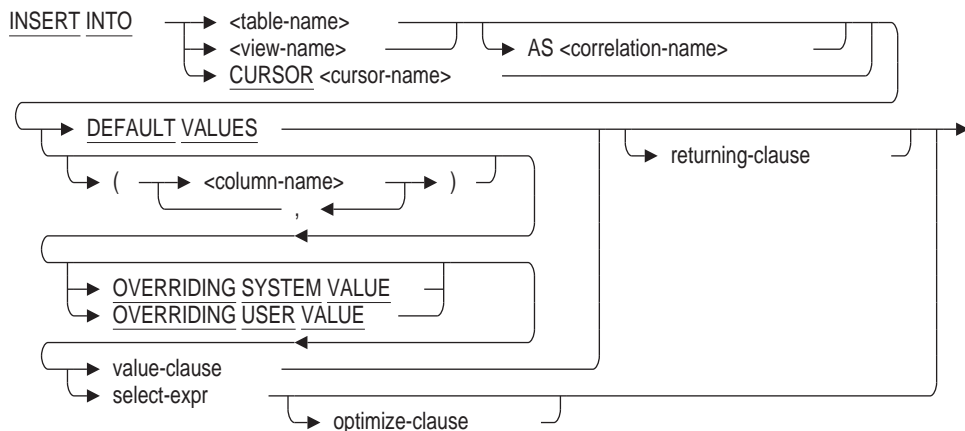 INSERT INTO <table-name>
<view-name> AS <correlation-name>
CURSOR <cursor-name>
DEFAULT VALUES
returning-clause
( <column-name> )
,
OVERRIDING SYSTEM VALUE
OVERRIDING USER VALUE
value-clause
select-expr
optimize-clause